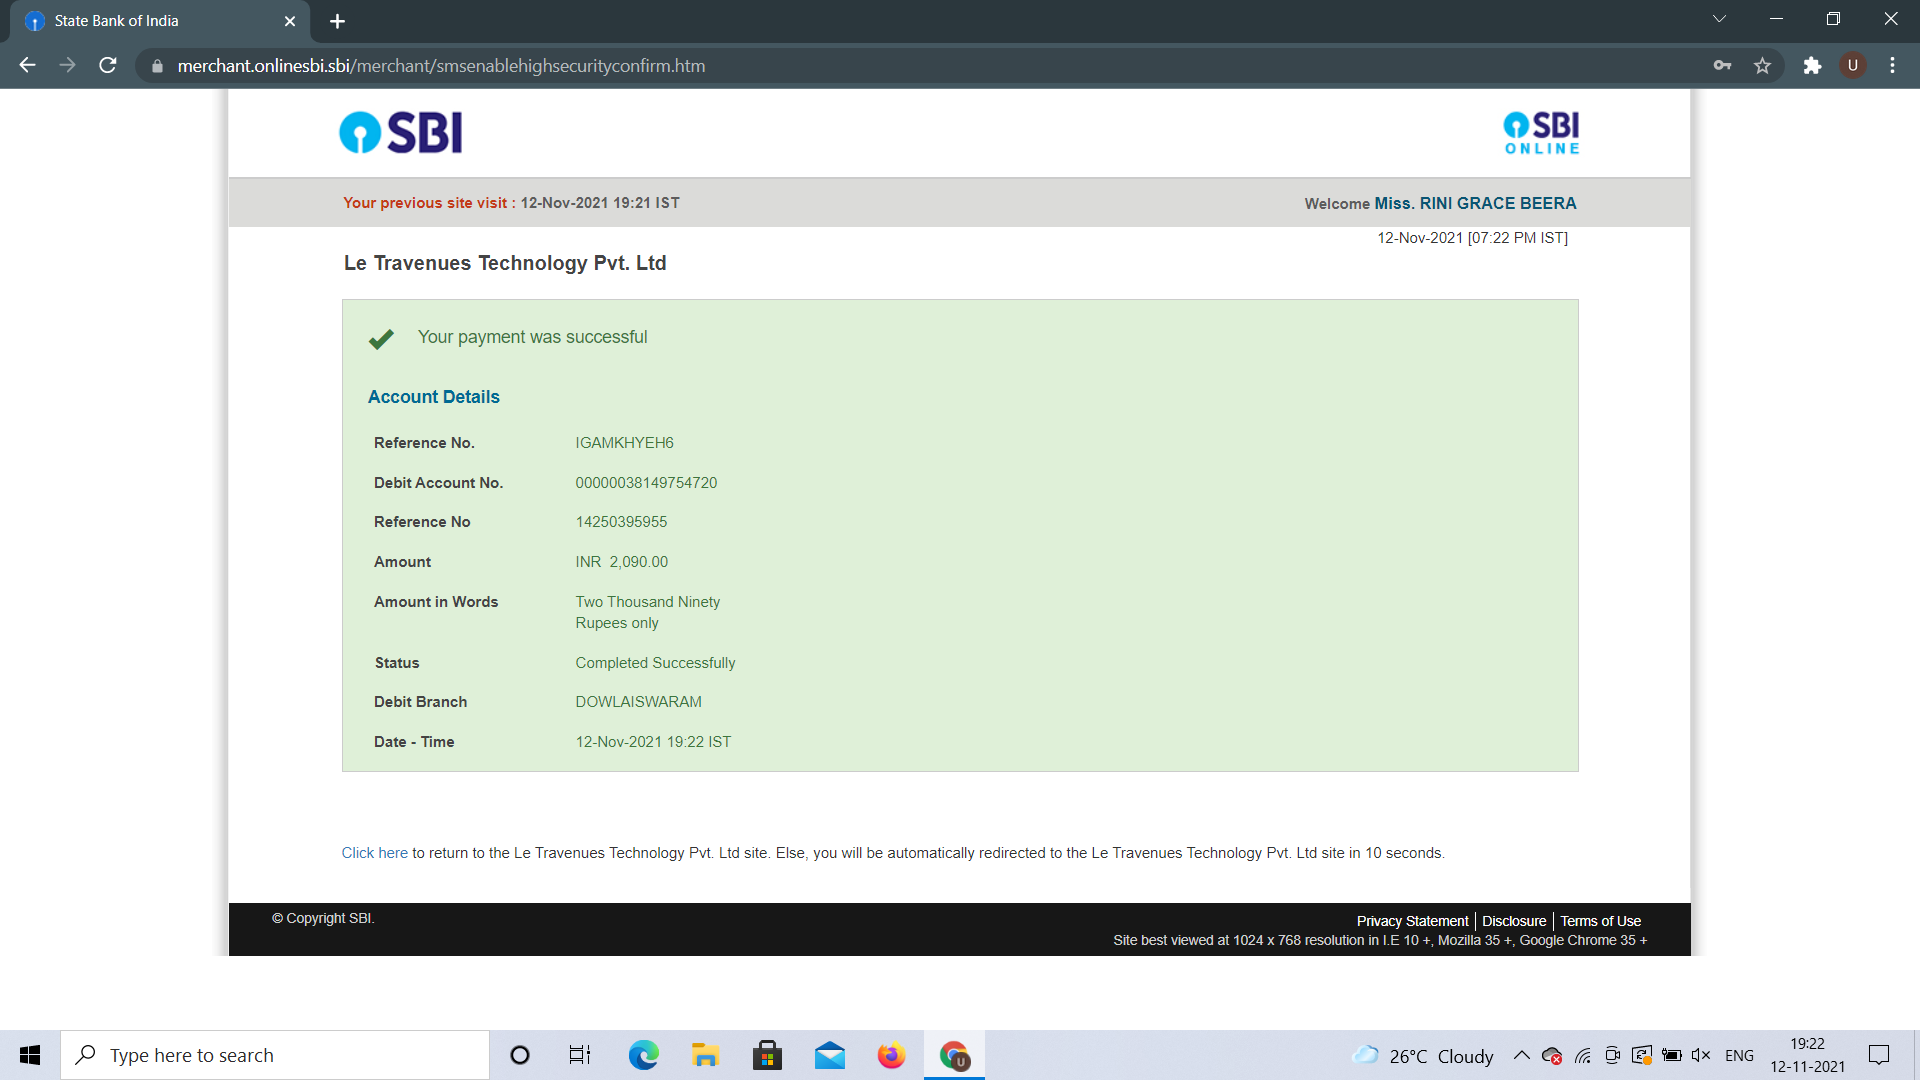 State Bank of India
merchant.onlinesbi.sbi/merchant/smsenablehighsecurityconfirm.htm
U
SBI
SBI
ONLINE
Your previous site visit : 12-Nov-2021 19:21 IST
Welcome Miss. RINI GRACE BEERA
12-Nov-2021 [07:22 PM IST]
Le Travenues Technology Pvt. Ltd
Your payment was successful
Account Details
Reference No. IGAMKHYEH6
Debit Account No. 00000038149754720
Reference No 14250395955
Amount INR 2,090.00
Amount in Words Two Thousand Ninety
Rupees only
Status Completed Successfully
Debit Branch DOWLAISWARAM
Date - Time 12-Nov-2021 19:22 IST
Click here to return to the Le Travenues Technology Pvt. Ltd site. Else, you will be automatically redirected to the Le Travenues Technology Pvt. Ltd site in 10 seconds.
© Copyright SBI.
Privacy Statement | Disclosure | Terms of Use
Site best viewed at 1024 x 768 resolution in I.E 10 +, Mozilla 35 +, Google Chrome 35 +
Type here to search
U
26°C Cloudy
ENG
19:22
12-11-2021